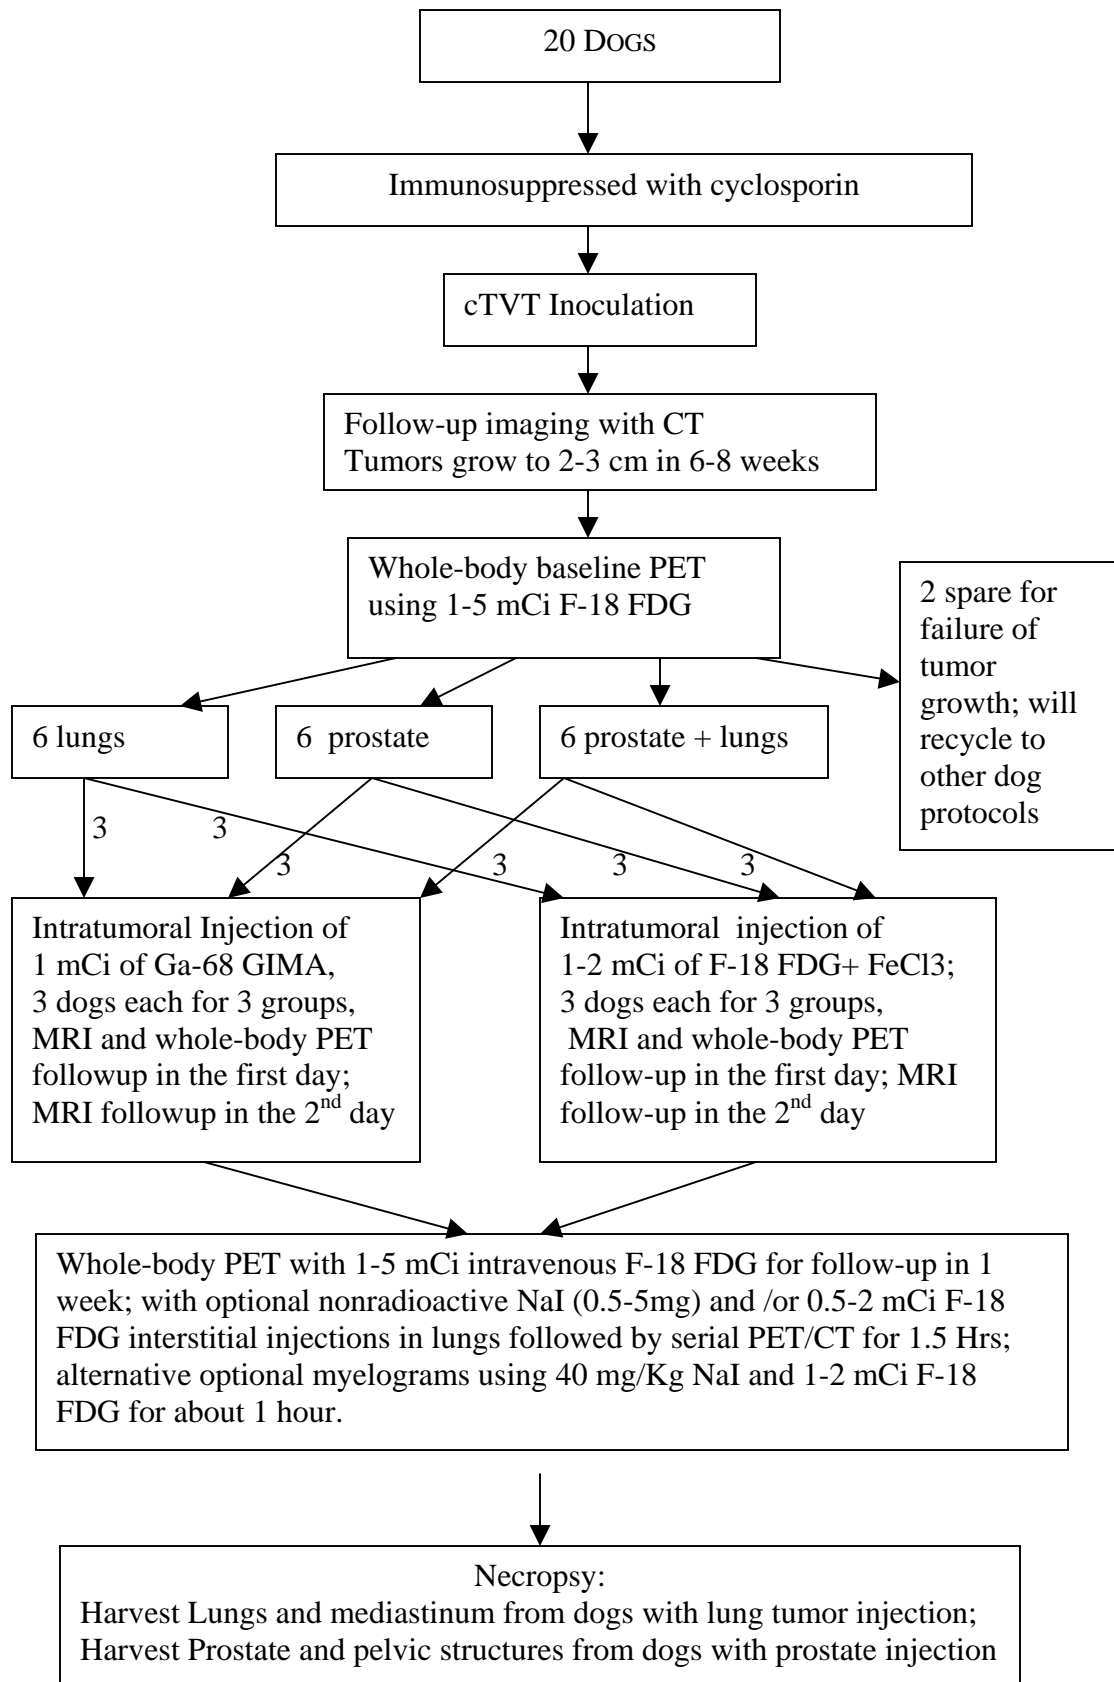 20 DOGS
Immunosuppressed with cyclosporin
cTVT Inoculation
Follow-up imaging with CT
Tumors grow to 2-3 cm in 6-8 weeks
Whole-body baseline PET
using 1-5 mCi F-18 FDG
2 spare for
failure of
tumor
growth; will
recycle to
other dog
protocols
6 lungs
6 prostate
6 prostate + lungs
3
3
3
3
3
3
Intratumoral Injection of
1 mCi of Ga-68 GIMA,
3 dogs each for 3 groups,
MRI and whole-body PET
followup in the first day;
MRI followup in the 2nd day
Intratumoral injection of
1-2 mCi of F-18 FDG+ FeCl3;
3 dogs each for 3 groups,
MRI and whole-body PET
follow-up in the first day; MRI
follow-up in the 2nd day
Whole-body PET with 1-5 mCi intravenous F-18 FDG for follow-up in 1
week; with optional nonradioactive NaI (0.5-5mg) and /or 0.5-2 mCi F-18
FDG interstitial injections in lungs followed by serial PET/CT for 1.5 Hrs;
alternative optional myelograms using 40 mg/Kg NaI and 1-2 mCi F-18
FDG for about 1 hour.
Necropsy:
Harvest Lungs and mediastinum from dogs with lung tumor injection;
Harvest Prostate and pelvic structures from dogs with prostate injection